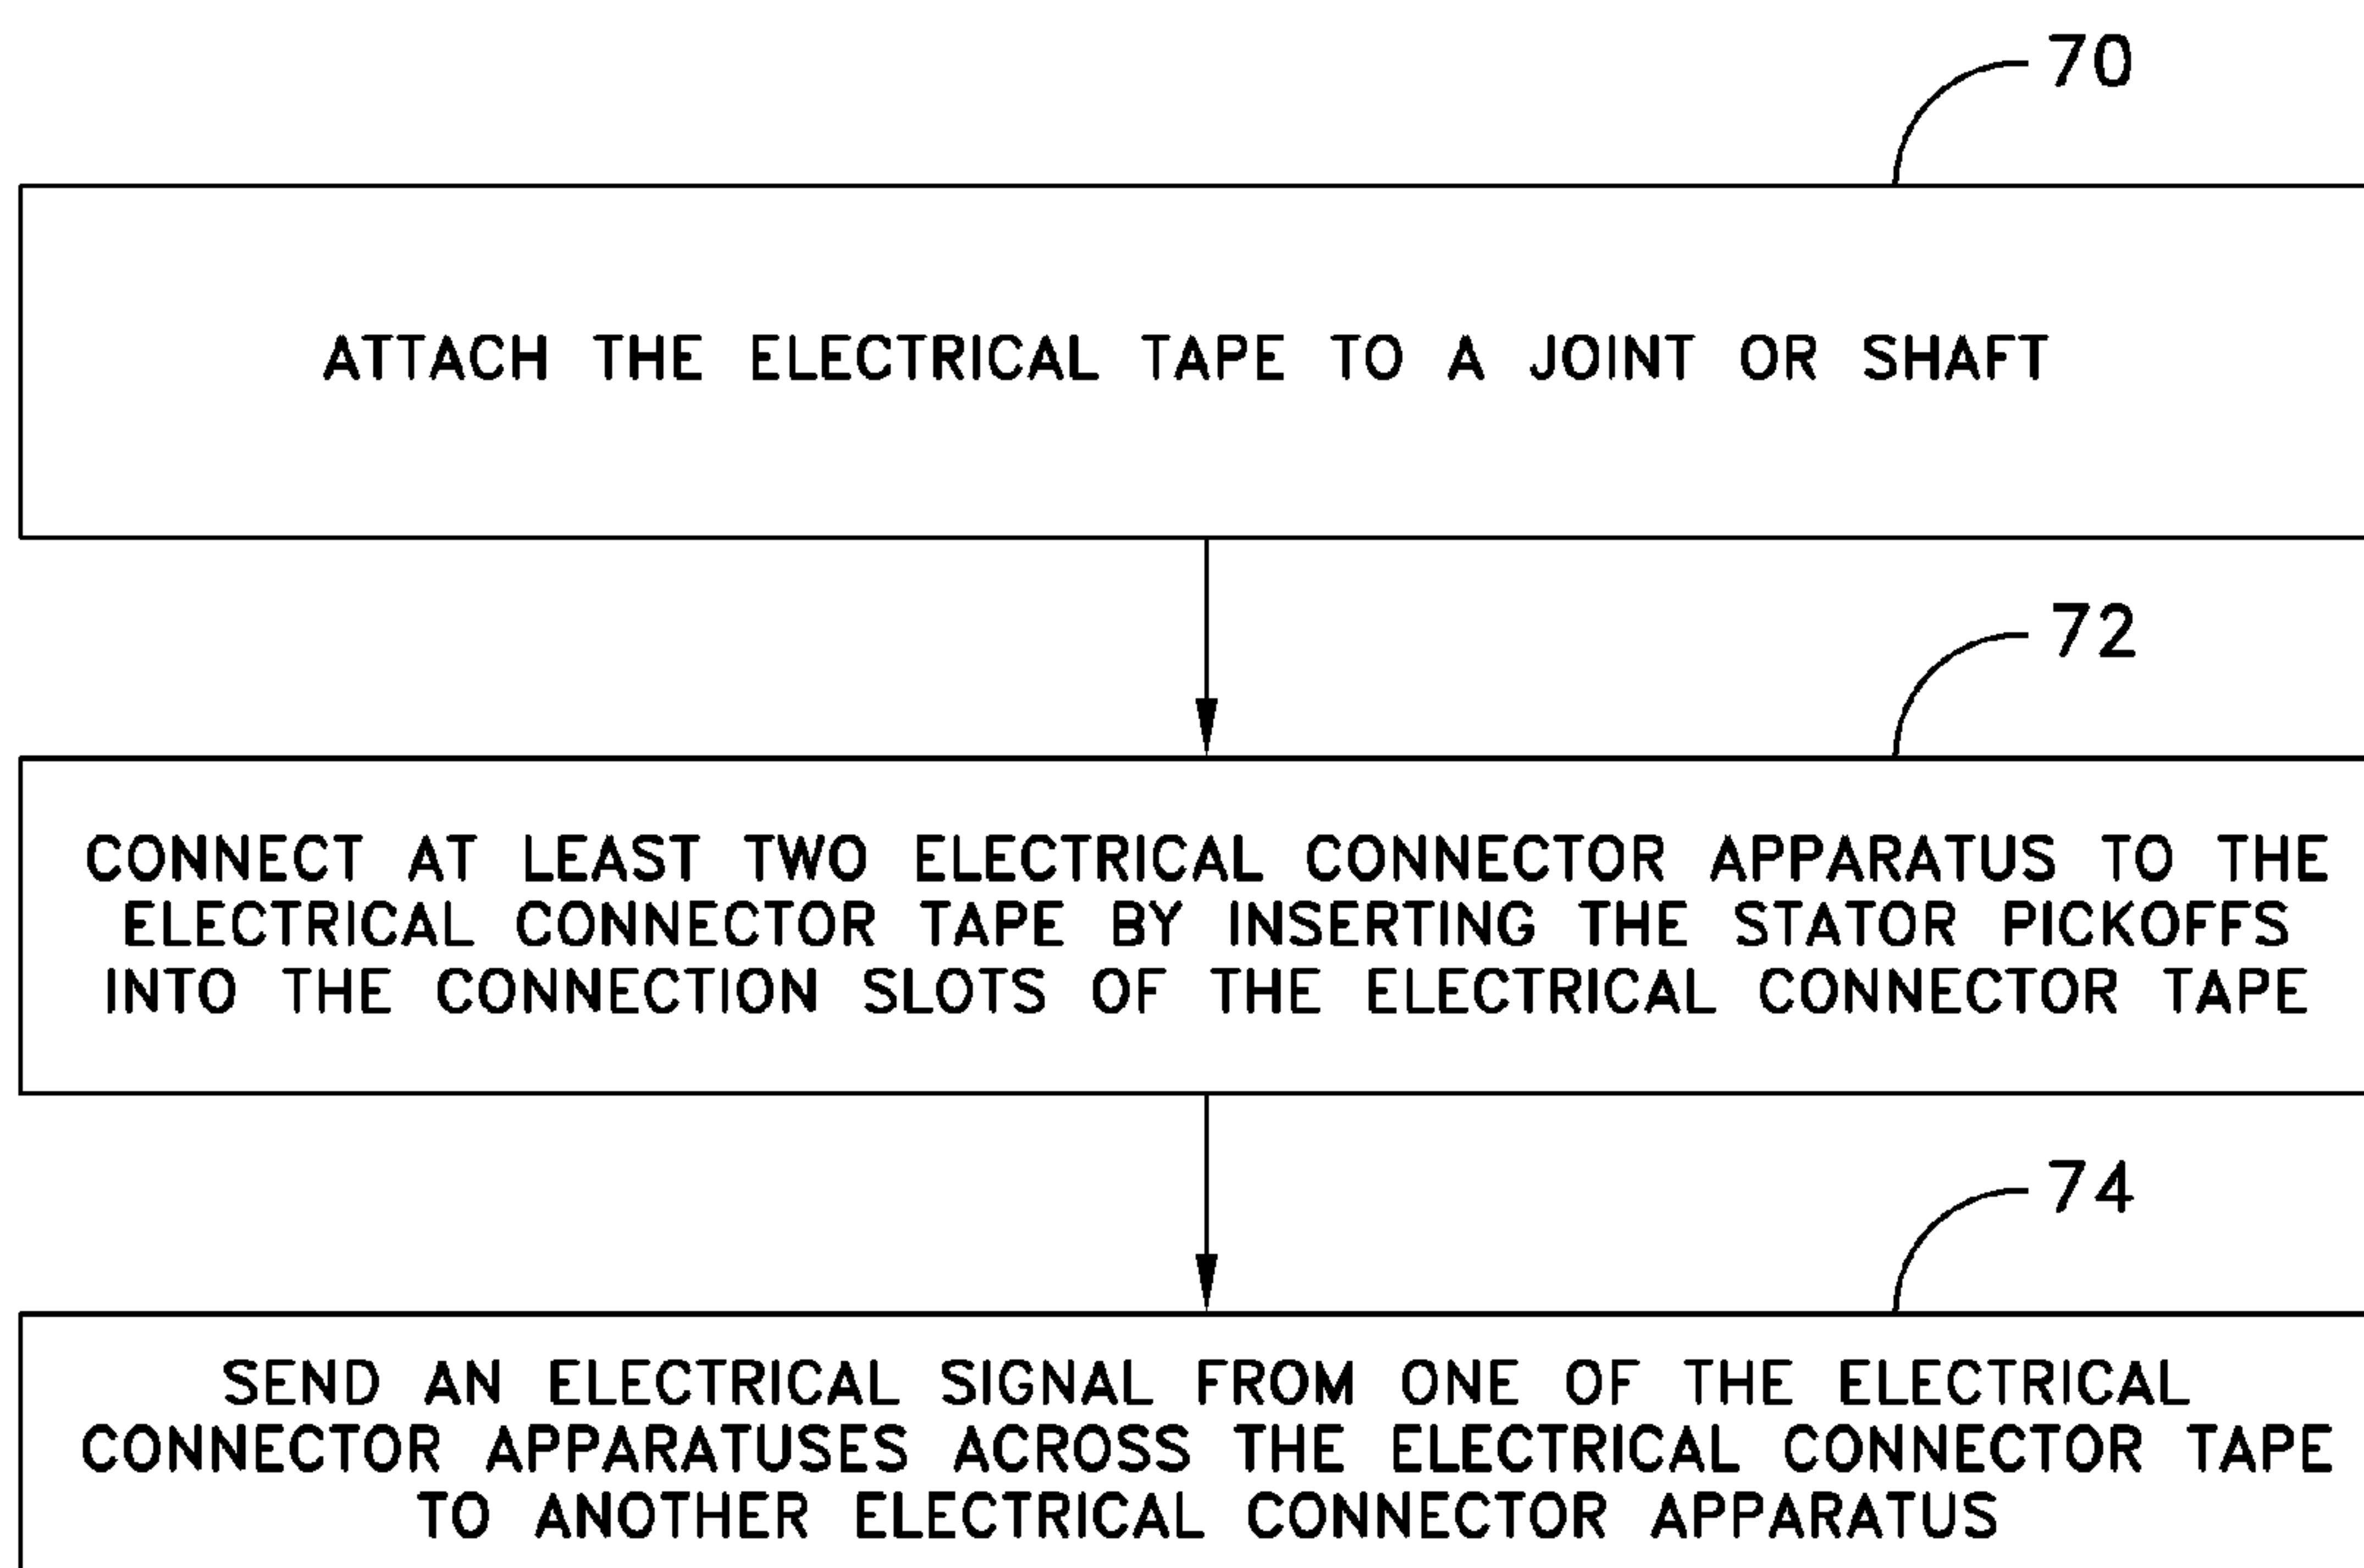 70
ATTACH THE ELECTRICAL TAPE TO A JOINT OR SHAFT
72
CONNECT AT LEAST TWO ELECTRICAL CONNECTOR APPARATUS TO THE
ELECTRICAL CONNECTOR TAPE BY INSERTING THE STATOR PICKOFFS
INTO THE CONNECTION SLOTS OF THE ELECTRICAL CONNECTOR TAPE
74
SEND AN ELECTRICAL SIGNAL FROM ONE OF THE ELECTRICAL
CONNECTOR APPARATUSES ACROSS THE ELECTRICAL CONNECTOR TAPE
TO ANOTHER ELECTRICAL CONNECTOR APPARATUS